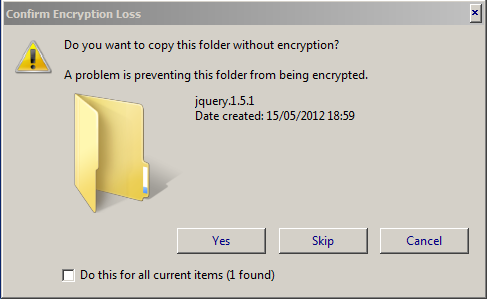 Confirm Encryption Loss
Do you want to copy this folder without encryption?
A problem is preventing this folder from being encrypted.
jquery.1.5.1
Date created: 15/05/2012 18:59
Yes Skip Cancel
Do this for all current items (1 found)